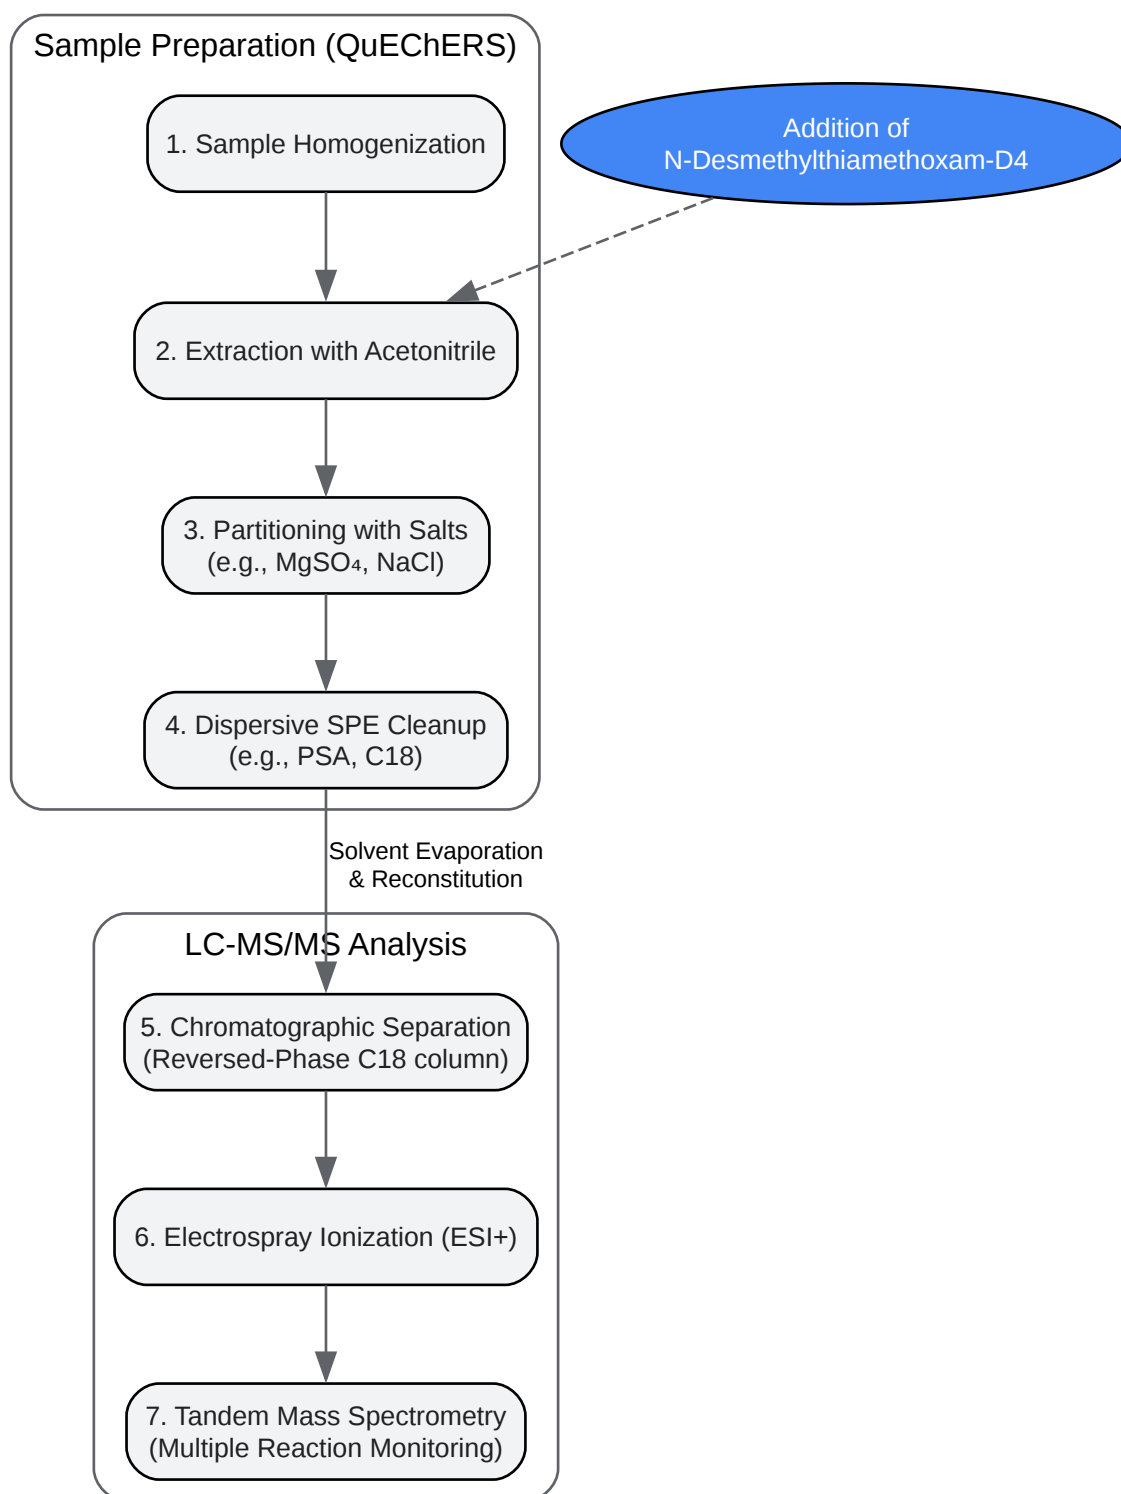 Sample Preparation (QuEChERS)
1. Sample Homogenization
Addition of
N-Desmethylthiamethoxam-D4
2. Extraction with Acetonitrile
3. Partitioning with Salts
(e.g., MgSO₄, NaCl)
4. Dispersive SPE Cleanup
(e.g., PSA, C18)
Solvent Evaporation
& Reconstitution
LC-MS/MS Analysis
5. Chromatographic Separation
(Reversed-Phase C18 column)
6. Electrospray Ionization (ESI+)
7. Tandem Mass Spectrometry
(Multiple Reaction Monitoring)